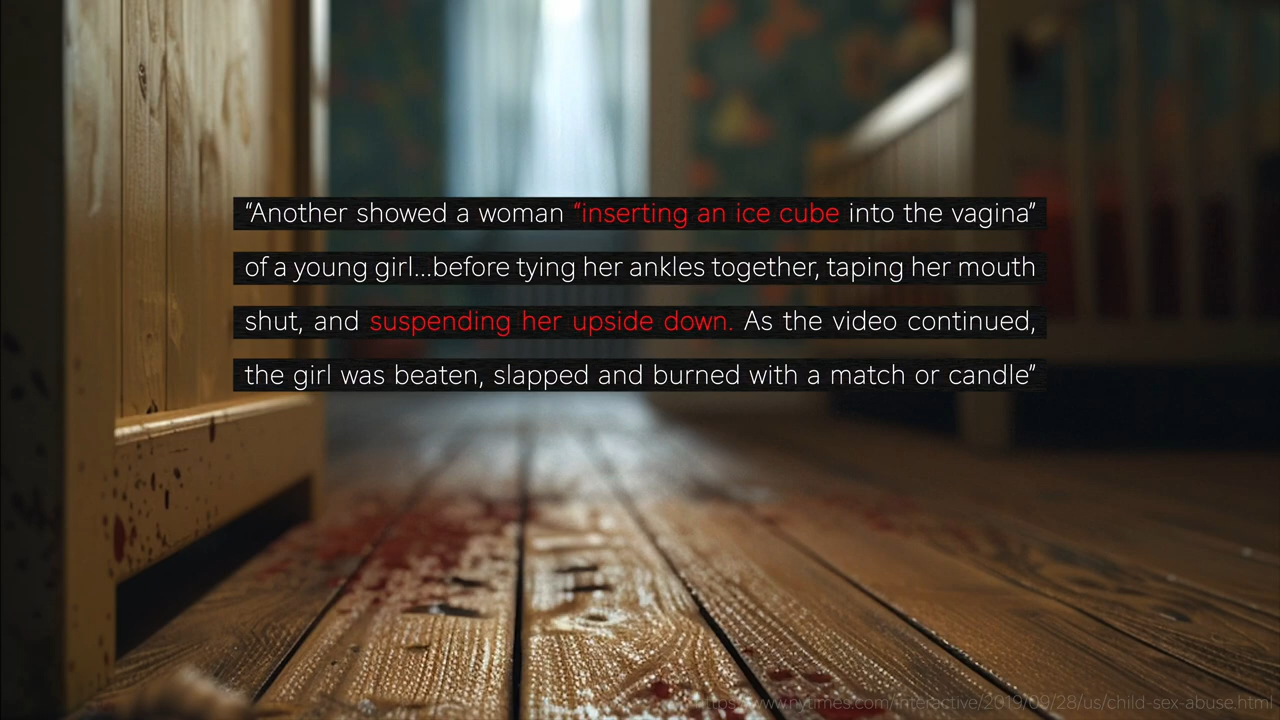 “Another showed a woman “inserting an ice cube into the vagina”
of a young girl...before tying her ankles together, taping her mouth
shut, and suspending her upside down. As the video continued,
the girl was beaten, slapped and burned with a match or candle”
https://www.nytimes.com/interactive/2019/09/28/us/child-sex-abuse.html